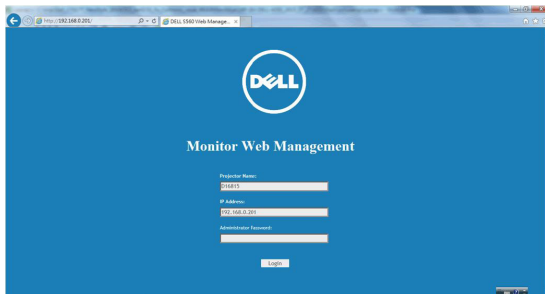 http://192.168.0.201/
DELL S560 Web Manage...
DELL
Monitor Web Management
Projector Name:
D16815
IP Address:
192.168.0.201
Administrator Password:
Login